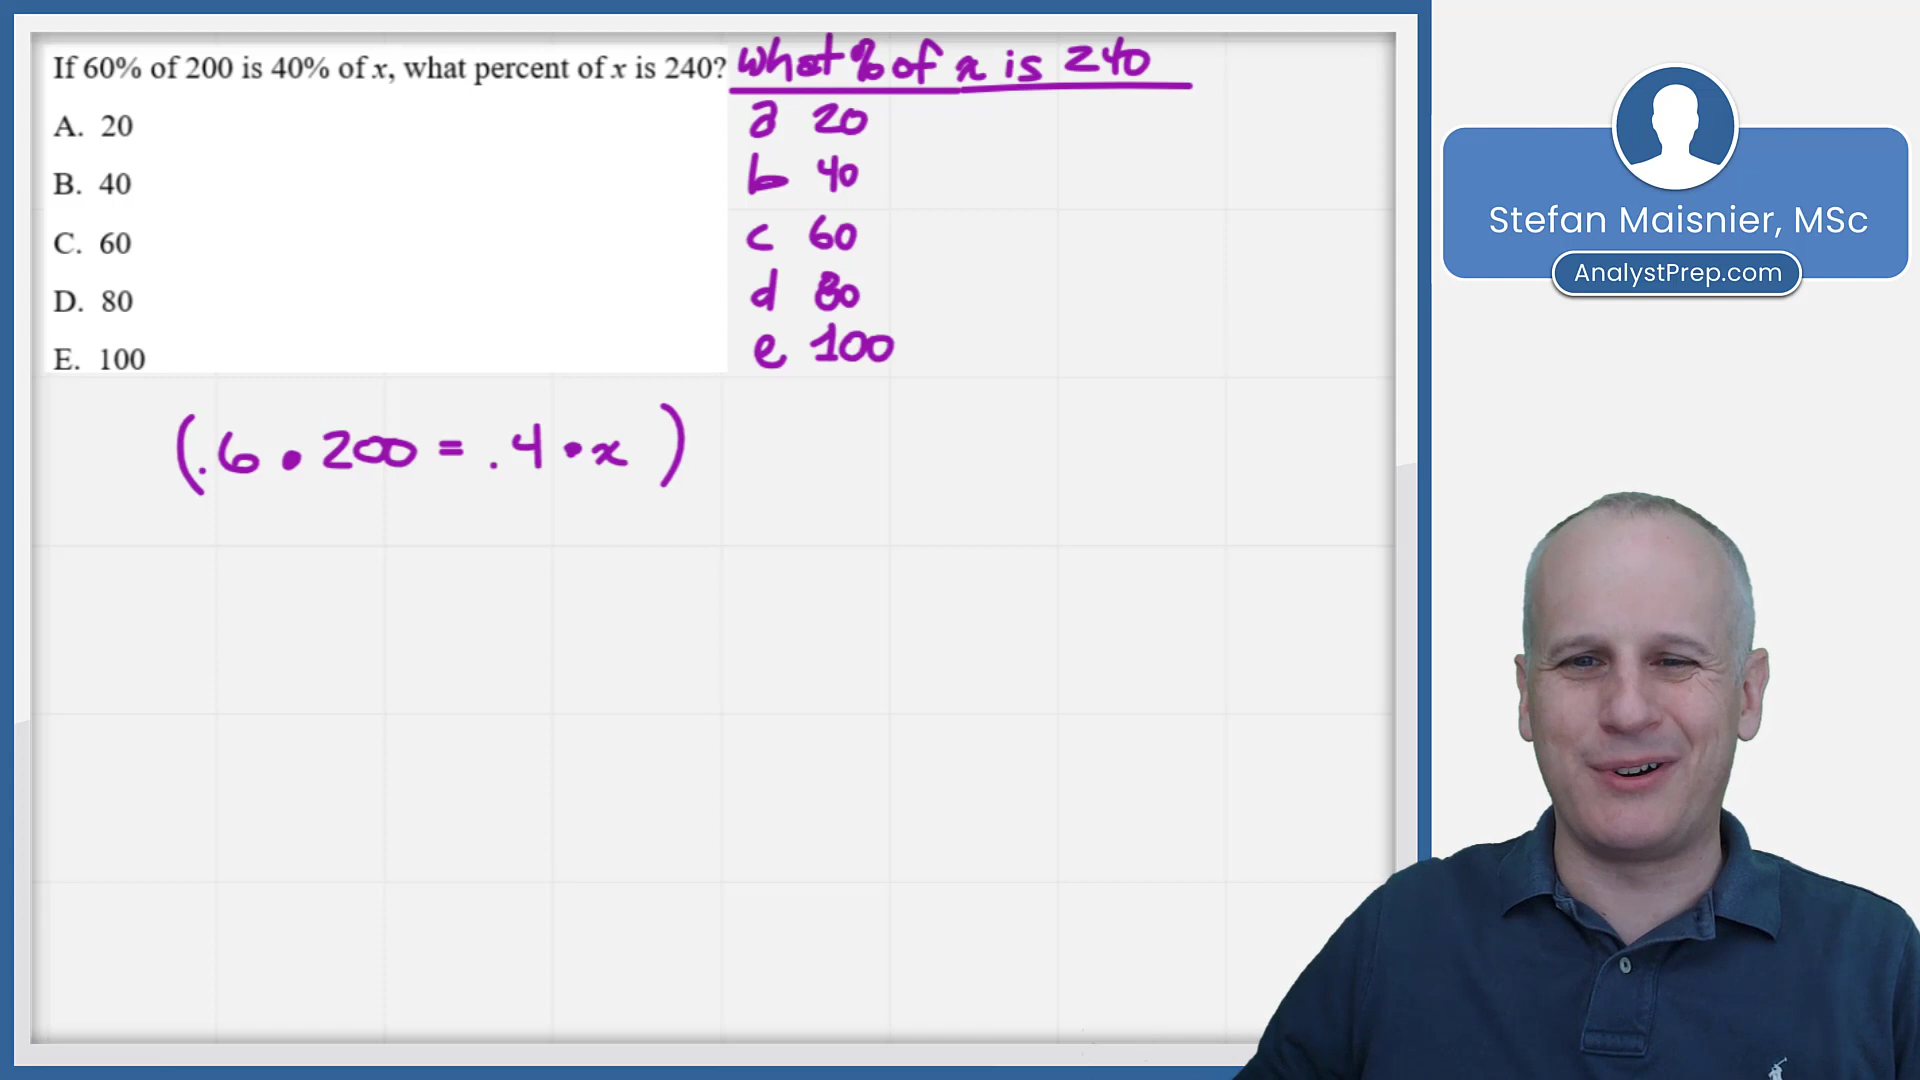 If 60% of 200 is 40% of x, what percent of x is 240?
A. 20
B. 40
C. 60
D. 80
E. 100
What % of x is 240
a 20
b 40
c 60
d 80
e 100
(.6 • 200 = .4 • x )
Stefan Maisnier, MSc
AnalystPrep.com